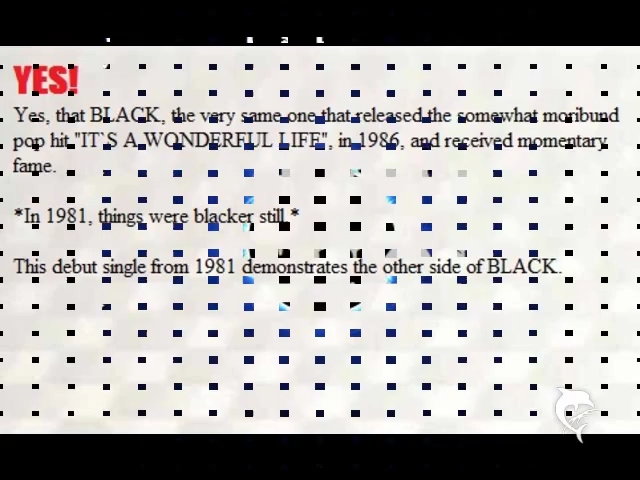 YES!
Yes, that BLACK, the very same one that released the somewhat moribund
pop hit "IT`S A WONDERFUL LIFE", in 1986, and received momentary
fame.
*In 1981, things were blacker still.*
This debut single from 1981 demonstrates the other side of BLACK.